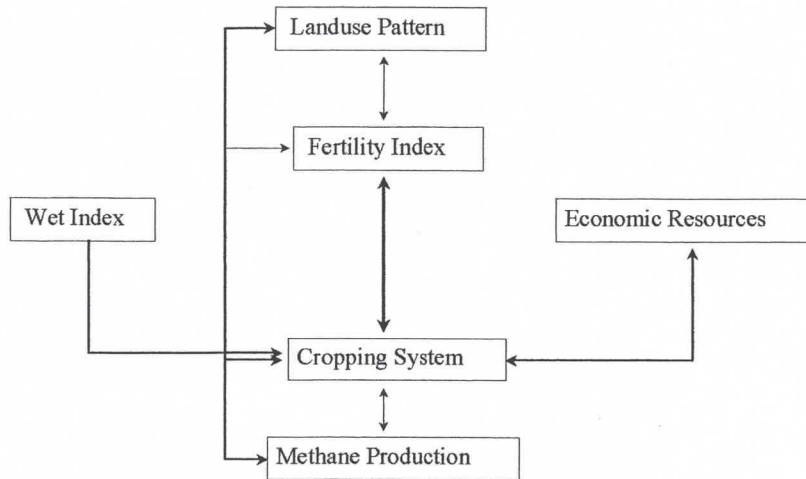 Landuse Pattern
Fertility Index
Wet Index
Economic Resources
Cropping System
Methane Production